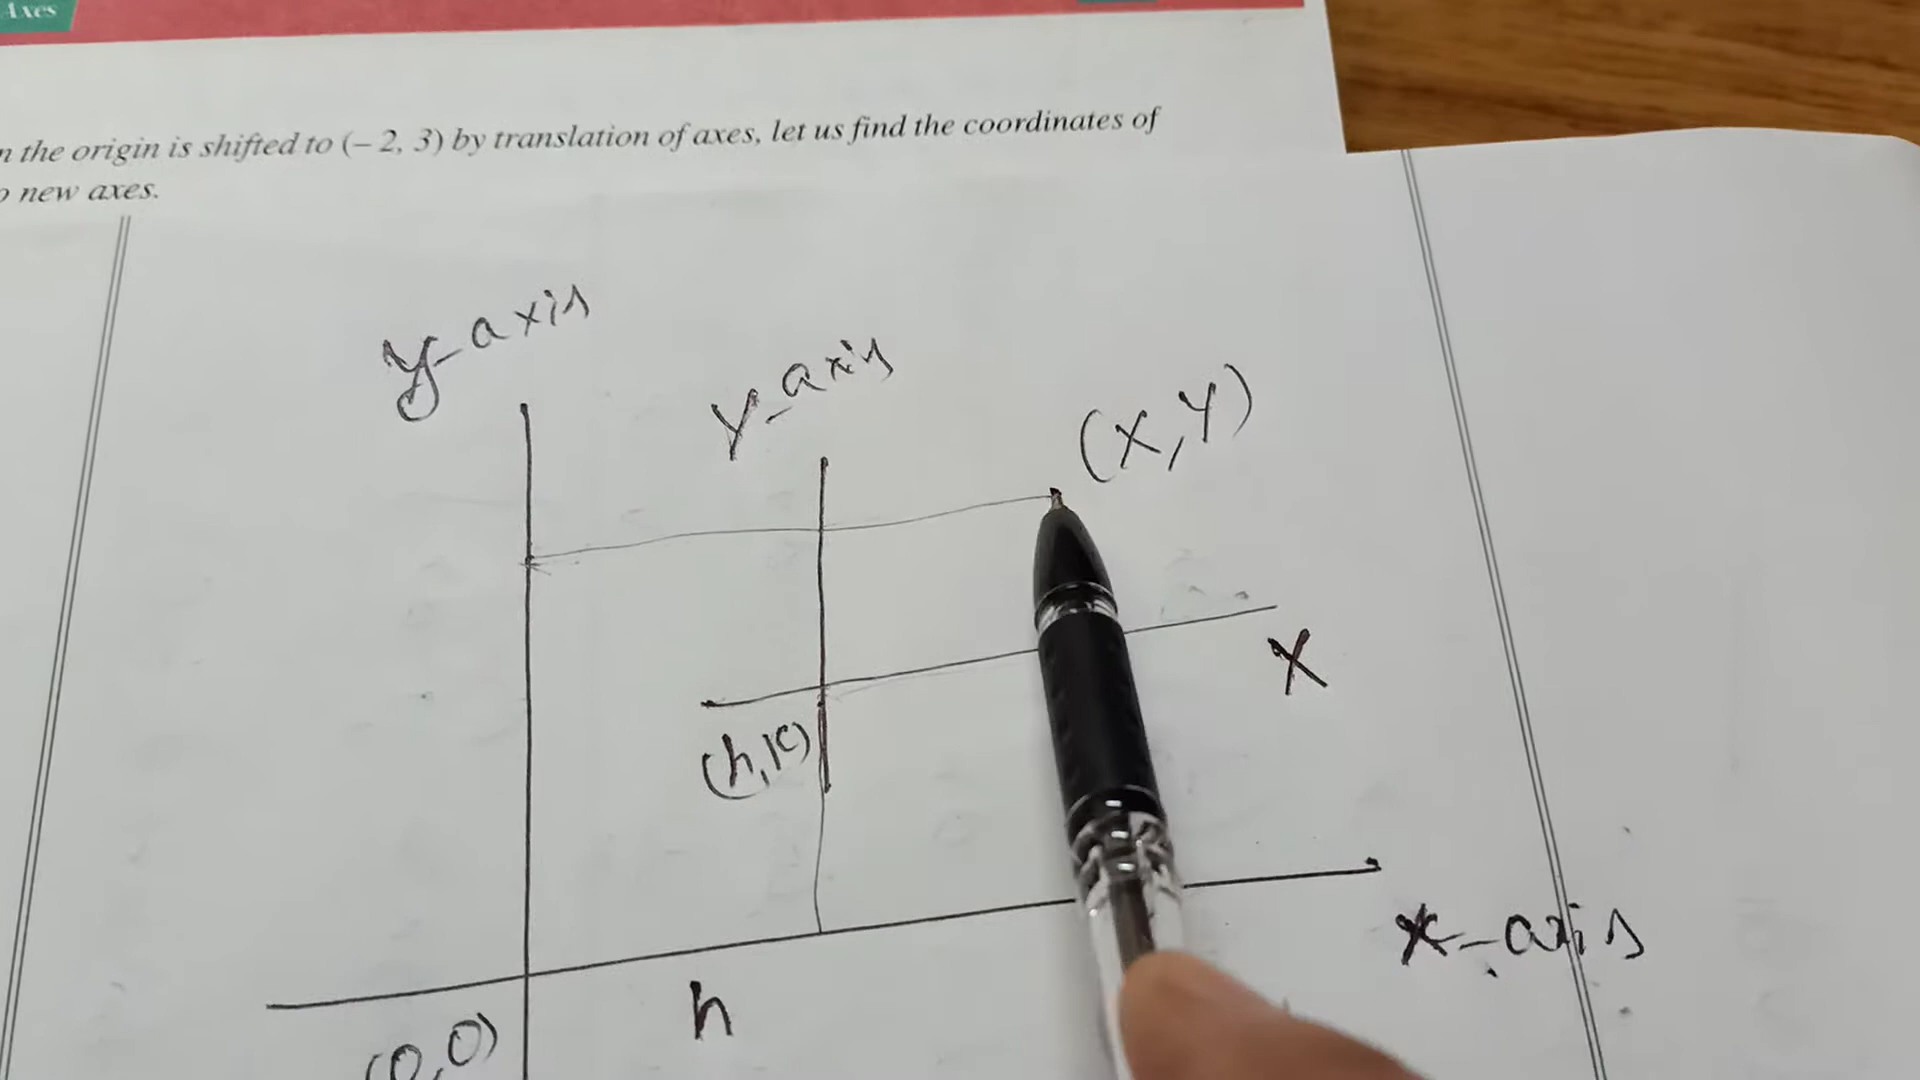 Axes
the origin is shifted to (– 2, 3) by translation of axes, let us find the coordinates of
new axes.
y-axis
Y-axis
(X, Y)
X
(h, k)
x-axis
h
(0,0)